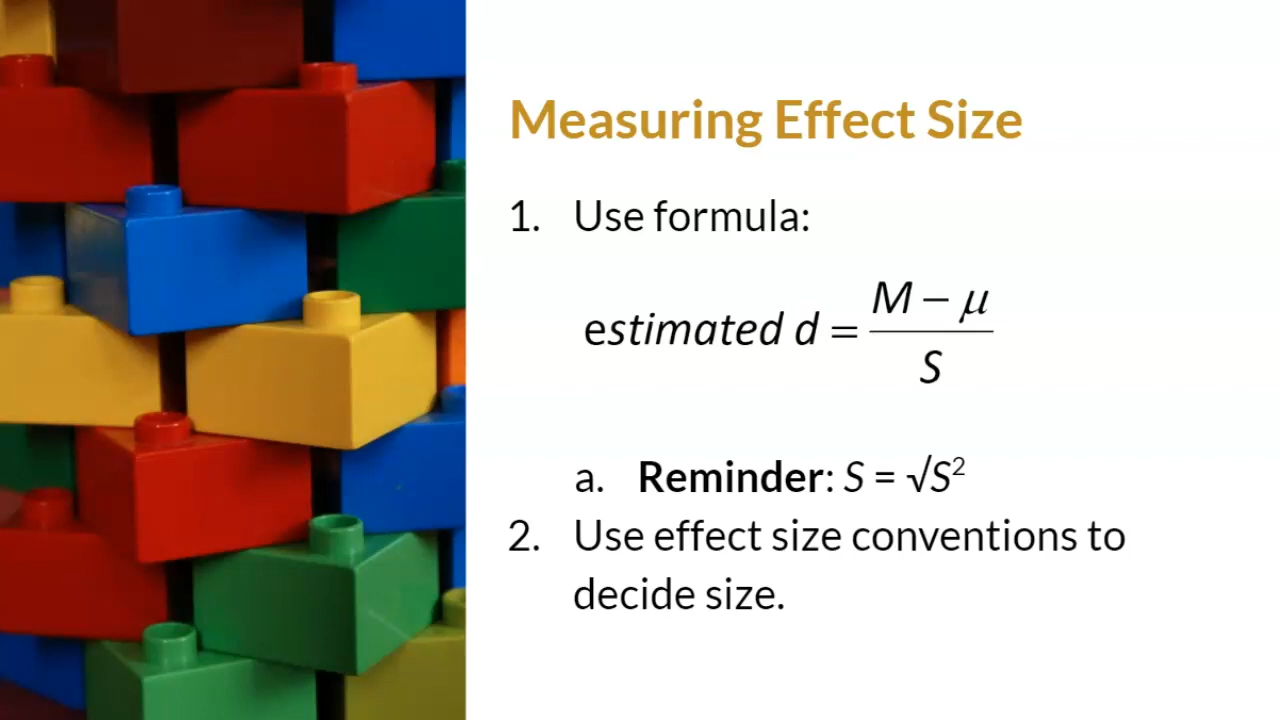 Measuring Effect Size
1. Use formula:
estimated d = M − μ / S
a. Reminder: S = √S²
2. Use effect size conventions to
decide size.